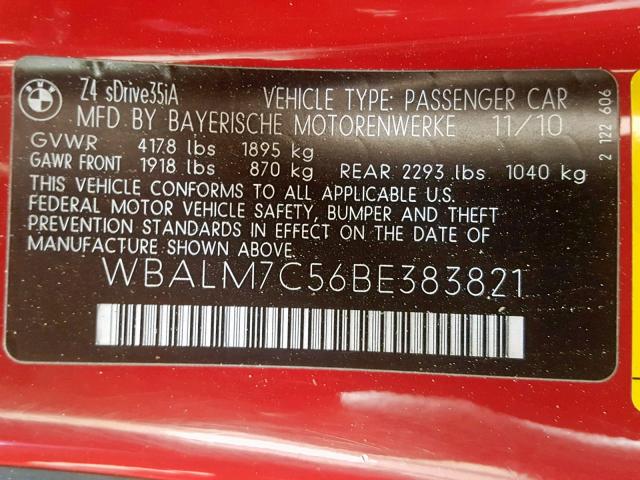 BMW
Z4 sDrive35iA VEHICLE TYPE: PASSENGER CAR
MFD BY BAYERISCHE MOTORENWERKE 11/10
GVWR 4178 lbs 1895 kg
GAWR FRONT 1918 lbs 870 kg REAR 2293 lbs 1040 kg
THIS VEHICLE CONFORMS TO ALL APPLICABLE U.S.
FEDERAL MOTOR VEHICLE SAFETY, BUMPER AND THEFT
PREVENTION STANDARDS IN EFFECT ON THE DATE OF
MANUFACTURE SHOWN ABOVE.
WBALM7C56BE383821
2 122 606